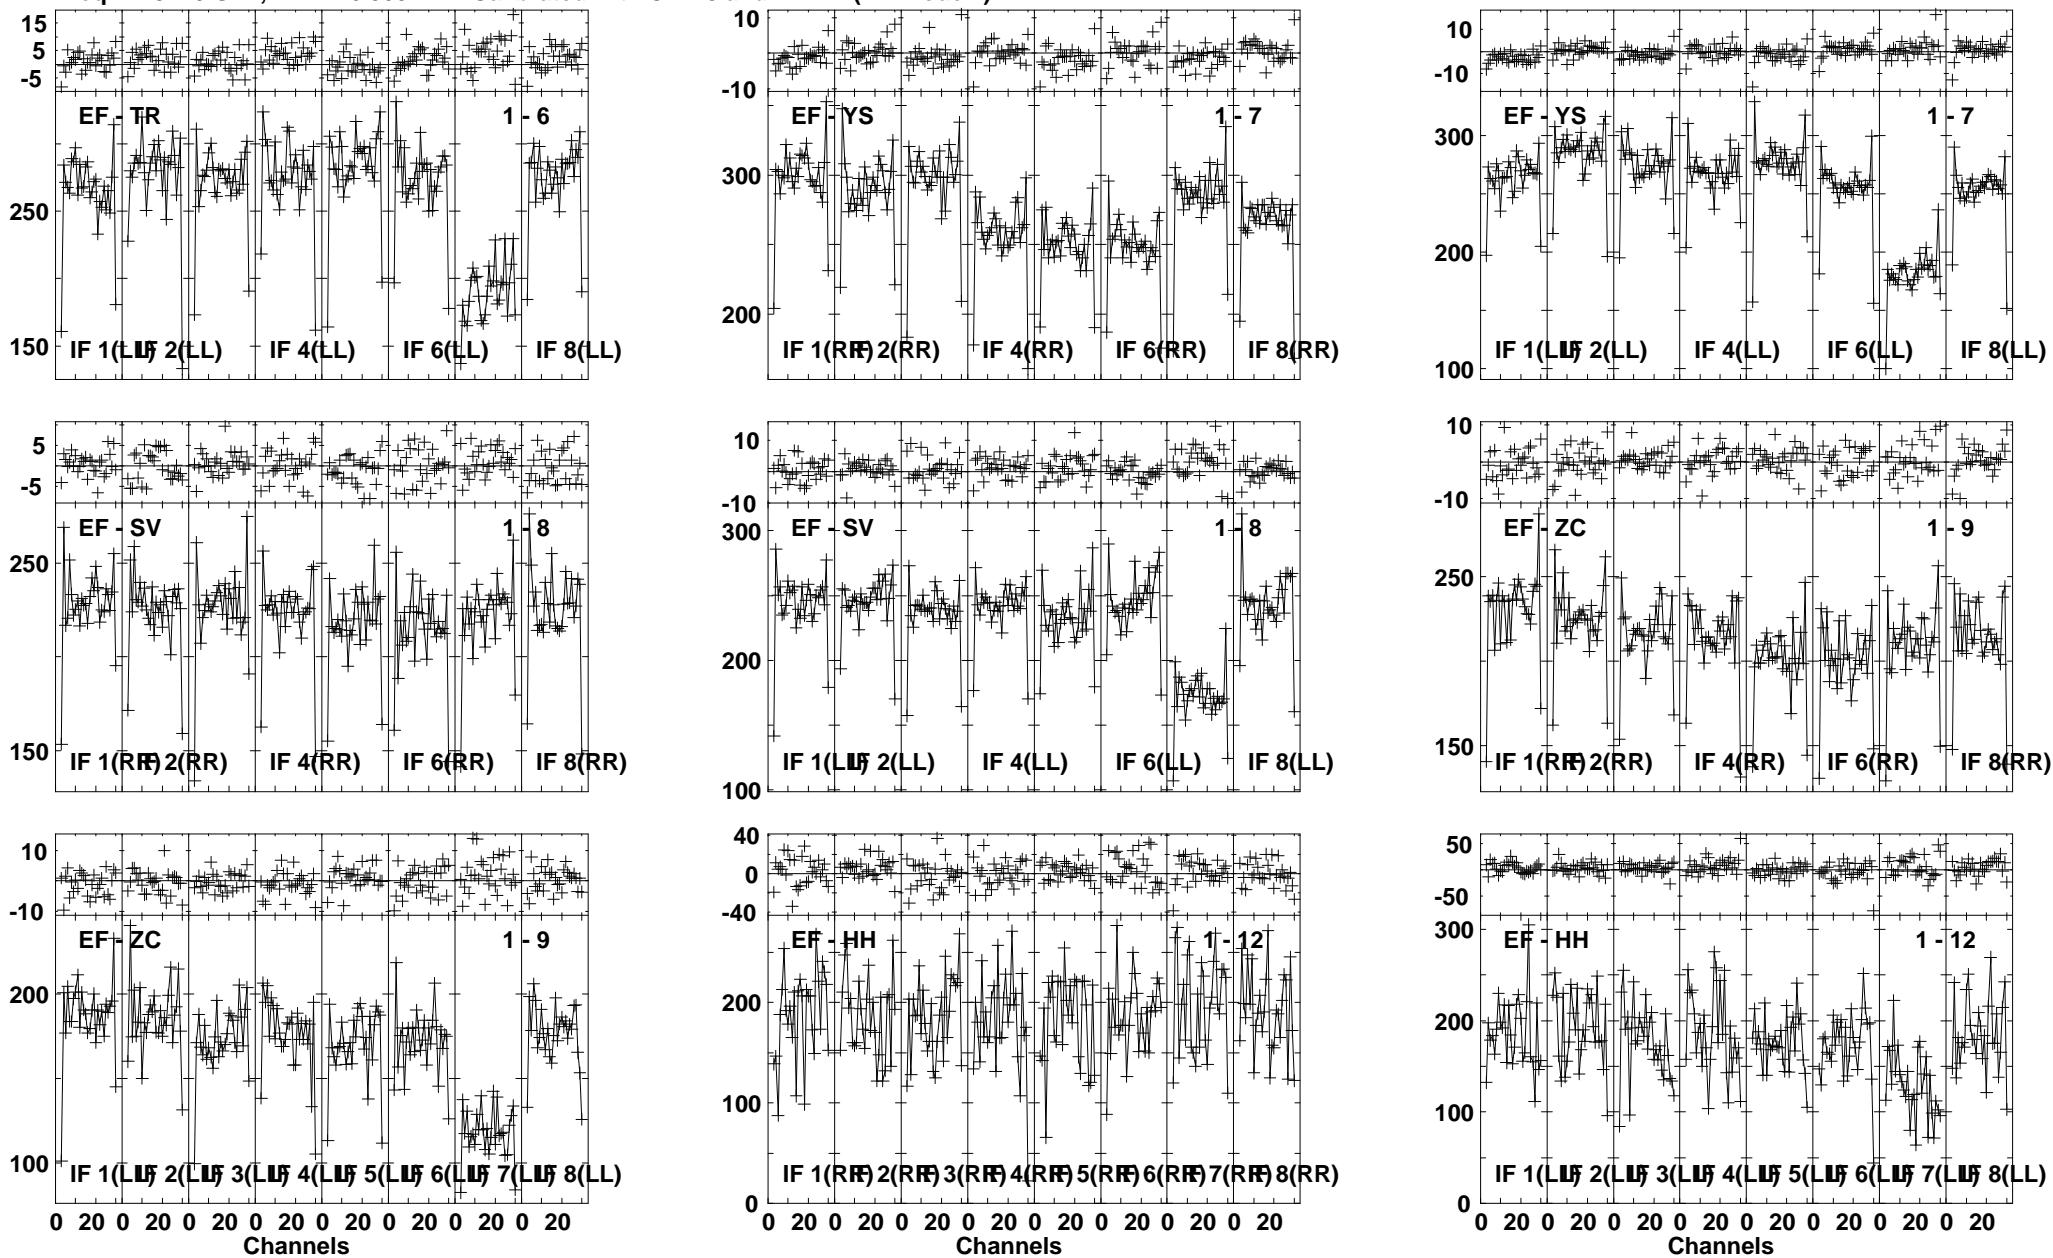 15
5
-5
EF - TR 1 - 6
250
150
IF 1(LL) IF 2(LL) IF 4(LL) IF 6(LL) IF 8(LL)
10
-10
EF - YS 1 - 7
300
200
IF 1(RR) IF 2(RR) IF 4(RR) IF 6(RR) IF 8(RR)
10
-10
EF - YS 1 - 7
300
200
100
IF 1(LL) IF 2(LL) IF 4(LL) IF 6(LL) IF 8(LL)
5
-5
EF - SV 1 - 8
250
150
IF 1(RR) IF 2(RR) IF 4(RR) IF 6(RR) IF 8(RR)
10
-10
EF - SV 1 - 8
300
200
100
IF 1(LL) IF 2(LL) IF 4(LL) IF 6(LL) IF 8(LL)
10
-10
EF - ZC 1 - 9
250
150
IF 1(RR) IF 2(RR) IF 4(RR) IF 6(RR) IF 8(RR)
10
-10
EF - ZC 1 - 9
200
100
IF 1(LL) IF 2(LL) IF 3(LL) IF 4(LL) IF 5(LL) IF 6(LL) IF 7(LL) IF 8(LL)
0 20 0 20 0 20 0 20 0 20 0 20 0 20 0 20
Channels
40
0
-40
EF - HH 1 - 12
200
100
0
IF 1(RR) IF 2(RR) IF 3(RR) IF 4(RR) IF 5(RR) IF 6(RR) IF 7(RR) IF 8(RR)
0 20 0 20 0 20 0 20 0 20 0 20 0 20 0 20
Channels
50
-50
EF - HH 1 - 12
300
200
100
0
IF 1(LL) IF 2(LL) IF 3(LL) IF 4(LL) IF 5(LL) IF 6(LL) IF 7(LL) IF 8(LL)
0 20 0 20 0 20 0 20 0 20 0 20 0 20 0 20
Channels